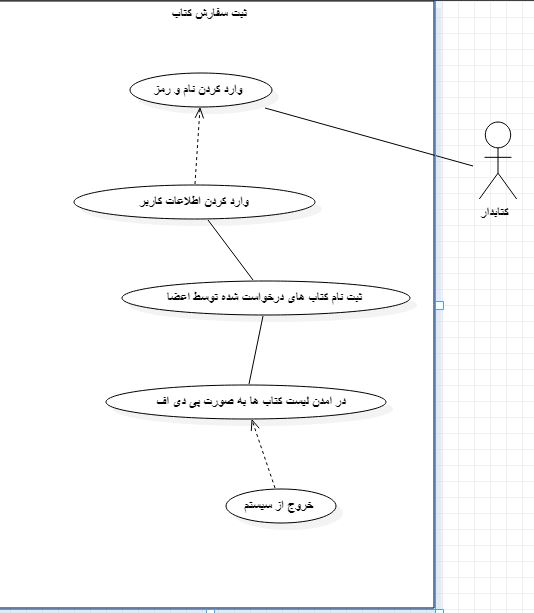 ثبت سفارش کتاب
وارد کردن نام و رمز
کتابدار
وارد کردن اطلاعات کاربر
ثبت نام کتاب های درخواست شده توسط اعضا
در امدن لیست کتاب ها به صورت پی دی اف
خروج از سیستم